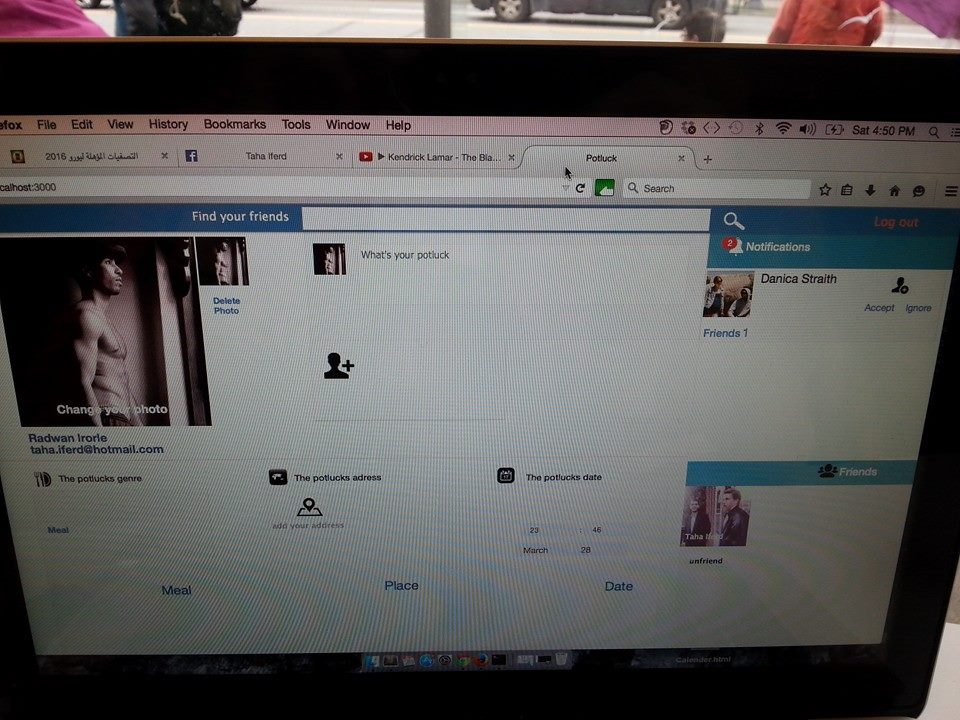 efox File Edit View History Bookmarks Tools Window Help Sat 4:50 PM
التصفيات المؤهلة ليورو 2016 Taha Iferd Kendrick Lamar - The Bla... Potluck
calhost:3000 Search
Find your friends Log out
2 Notifications
What's your potluck
Danica Straith
Delete
Photo
Accept Ignore
Friends 1
Change your photo
Radwan Irorle
taha.iferd@hotmail.com
The potlucks genre The potlucks adress The potlucks date Friends
add your address
Meal 23 : 46
Taha Iferd
March 28
unfriend
Meal Place Date
Calender.html